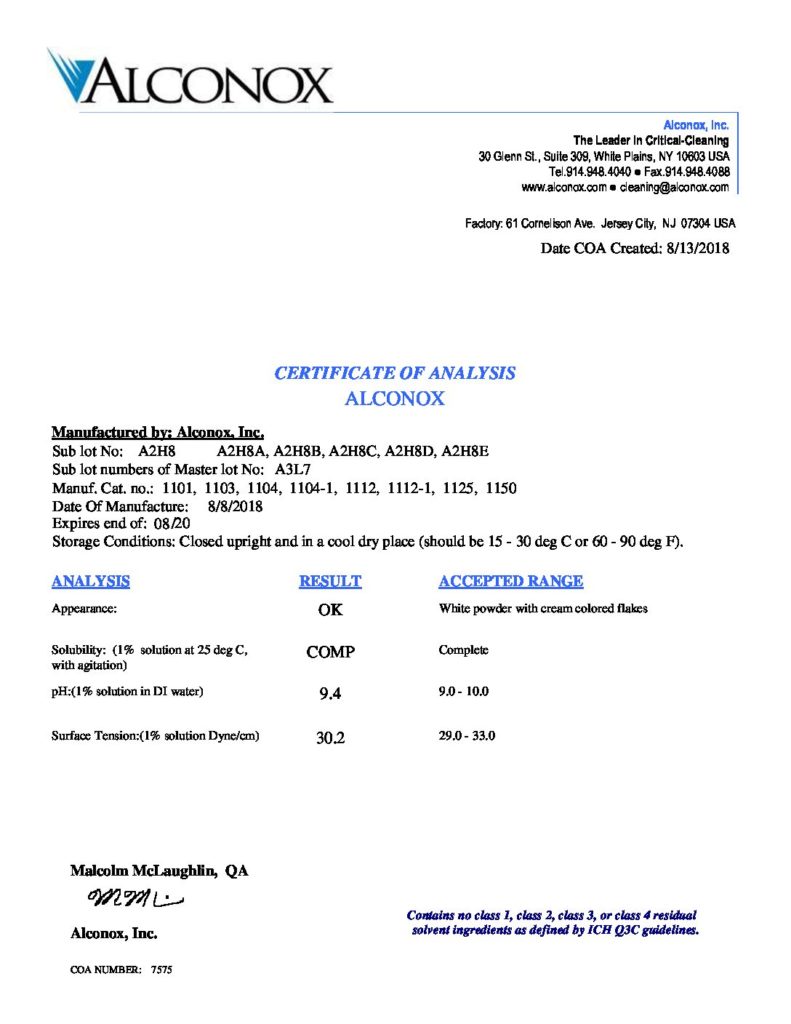 ALCONOX
Alconox, Inc.
The Leader in Critical-Cleaning
30 Glenn St., Suite 309, White Plains, NY 10603 USA
Tel.914.948.4040 ● Fax.914.948.4088
www.alconox.com ● cleaning@alconox.com
Factory: 61 Cornelison Ave. Jersey City, NJ 07304 USA
Date COA Created: 8/13/2018
CERTIFICATE OF ANALYSIS
ALCONOX
Manufactured by: Alconox, Inc.
Sub lot No: A2H8 A2H8A, A2H8B, A2H8C, A2H8D, A2H8E
Sub lot numbers of Master lot No: A3L7
Manuf. Cat. no.: 1101, 1103, 1104, 1104-1, 1112, 1112-1, 1125, 1150
Date Of Manufacture: 8/8/2018
Expires end of: 08/20
Storage Conditions: Closed upright and in a cool dry place (should be 15 - 30 deg C or 60 - 90 deg F).
ANALYSIS RESULT ACCEPTED RANGE
Appearance: OK White powder with cream colored flakes
Solubility: (1% solution at 25 deg C, COMP Complete
with agitation)
pH:(1% solution in DI water) 9.4 9.0 - 10.0
Surface Tension:(1% solution Dyne/cm) 30.2 29.0 - 33.0
Malcolm McLaughlin, QA
Alconox, Inc.
Contains no class 1, class 2, class 3, or class 4 residual
solvent ingredients as defined by ICH Q3C guidelines.
COA NUMBER: 7575